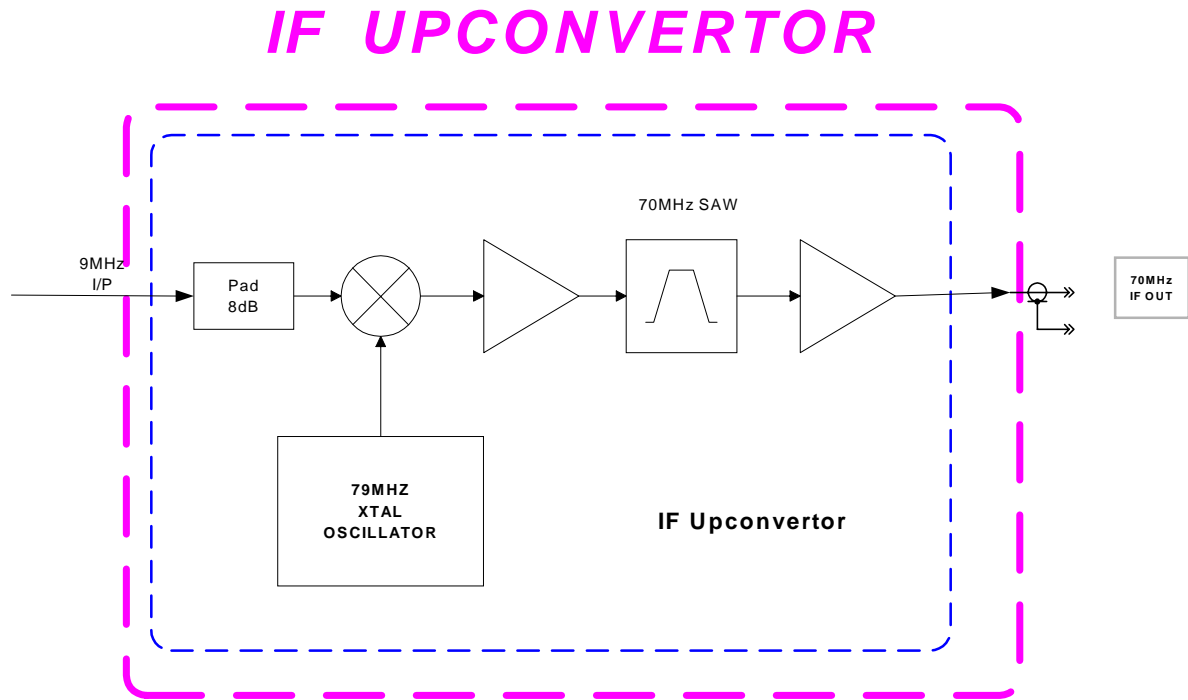 IF UPCONVERTOR
70MHz SAW
9MHz
I/P
Pad
8dB
70MHz
IF OUT
79MHZ
XTAL
OSCILLATOR
IF Upconvertor